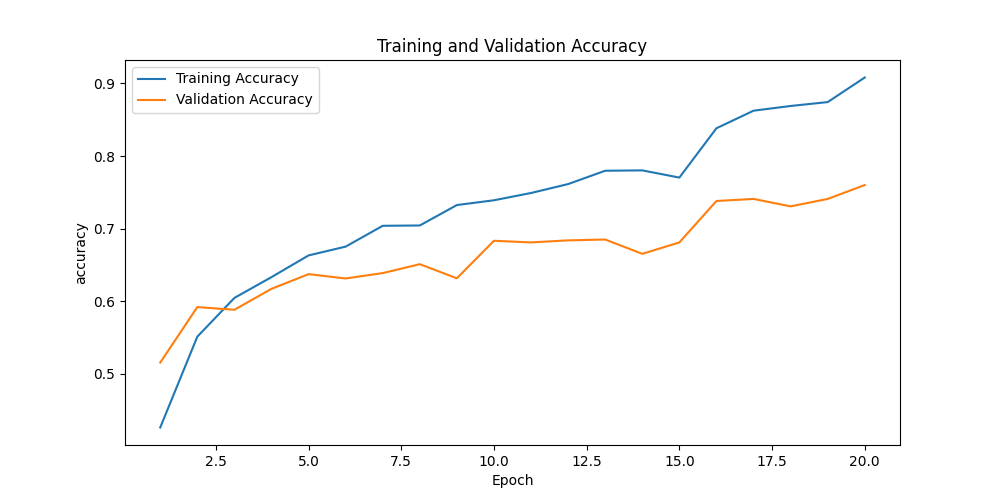 Training and Validation Accuracy
Training Accuracy
Validation Accuracy
accuracy
0.9
0.8
0.7
0.6
0.5
2.5 5.0 7.5 10.0 12.5 15.0 17.5 20.0
Epoch